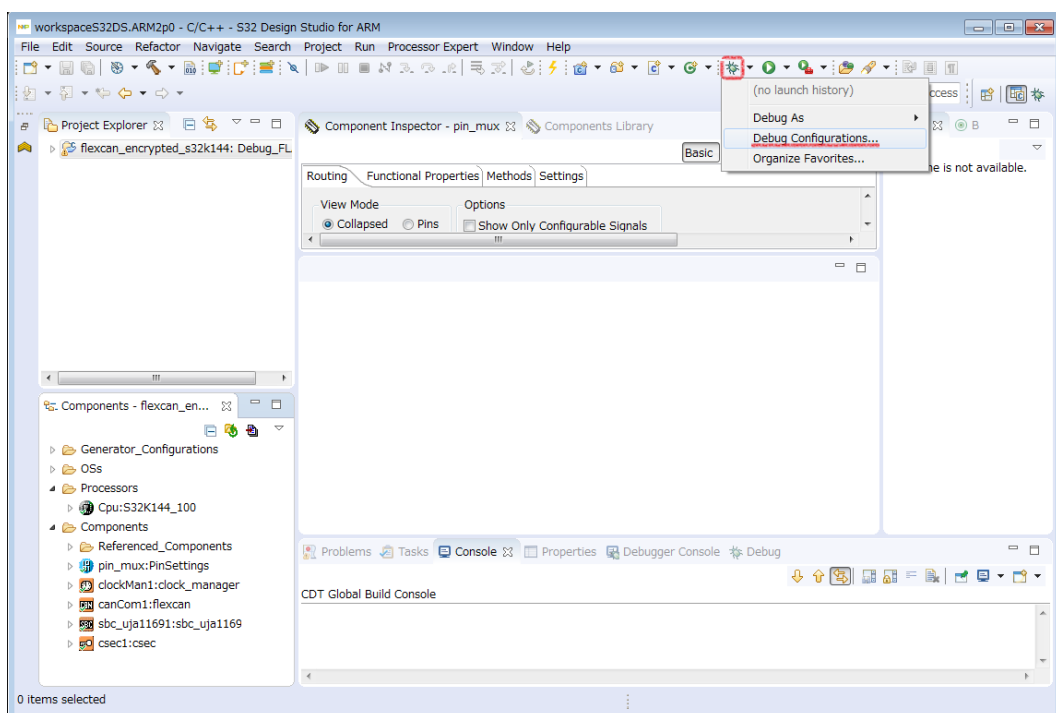 workspaceS32DS.ARM2p0 - C/C++ - S32 Design Studio for ARM
File Edit Source Refactor Navigate Search Project Run Processor Expert Window Help
(no launch history)
Debug As
Debug Configurations...
Organize Favorites...
ccess
Project Explorer
flexcan_encrypted_s32k144: Debug_FL
Component Inspector - pin_mux
Components Library
B
Basic
Routing Functional Properties Methods Settings
e is not available.
View Mode
Options
Collapsed Pins
Show Only Configurable Signals
Components - flexcan_en...
Generator_Configurations
OSs
Processors
Cpu:S32K144_100
Components
Referenced_Components
pin_mux:PinSettings
clockMan1:clock_manager
canCom1:flexcan
sbc_uja11691:sbc_uja1169
csec1:csec
Problems Tasks Console Properties Debugger Console Debug
CDT Global Build Console
0 items selected